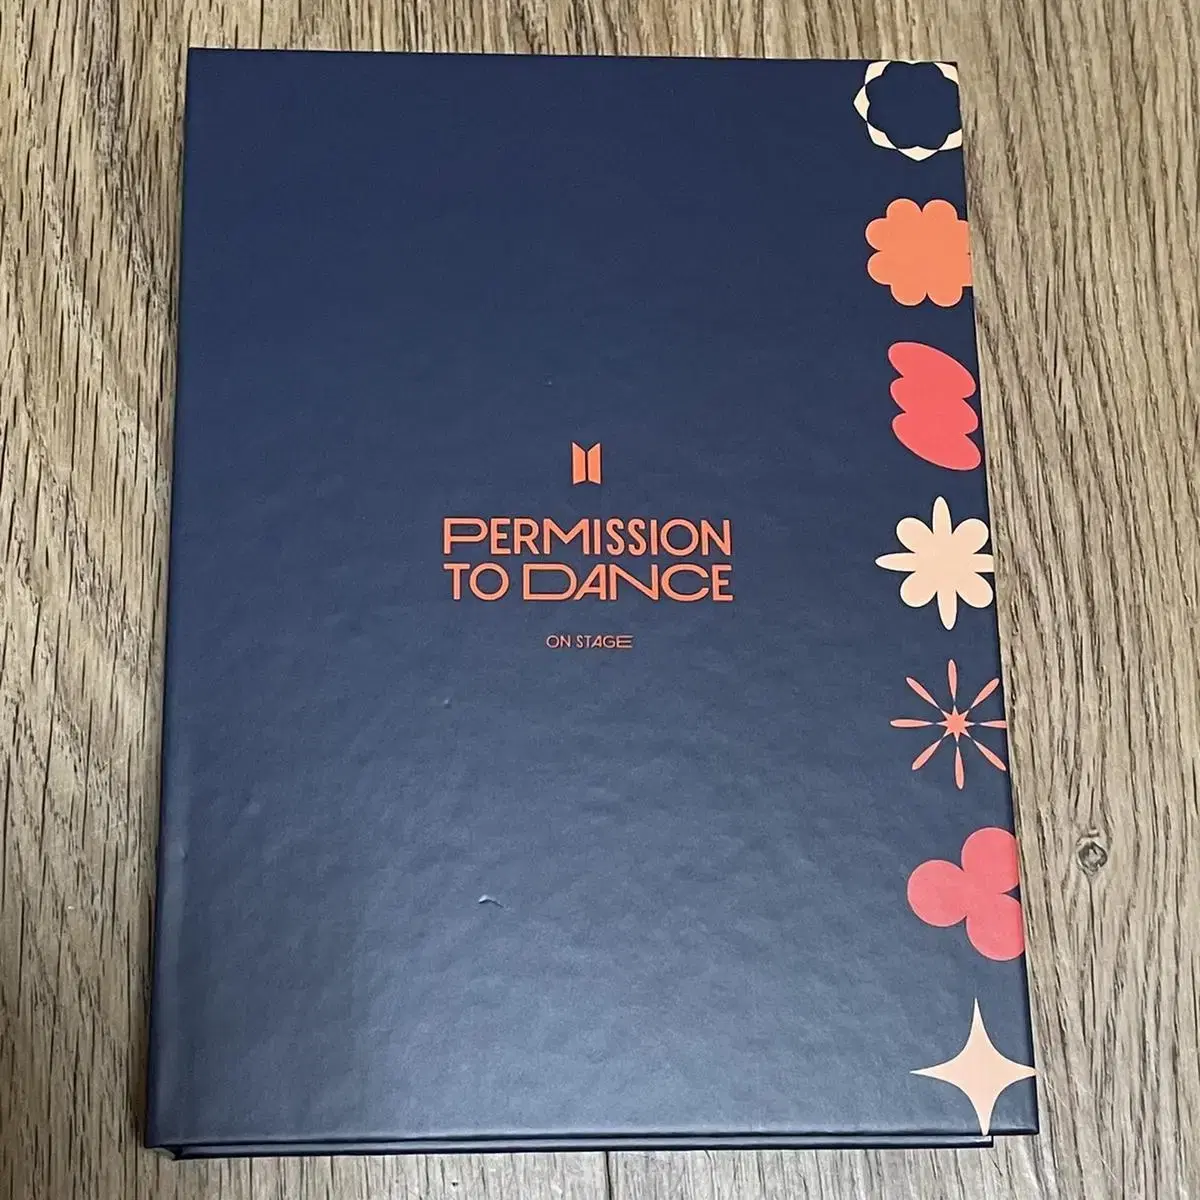 PERMISSION
TO DANCE
ON STAGE